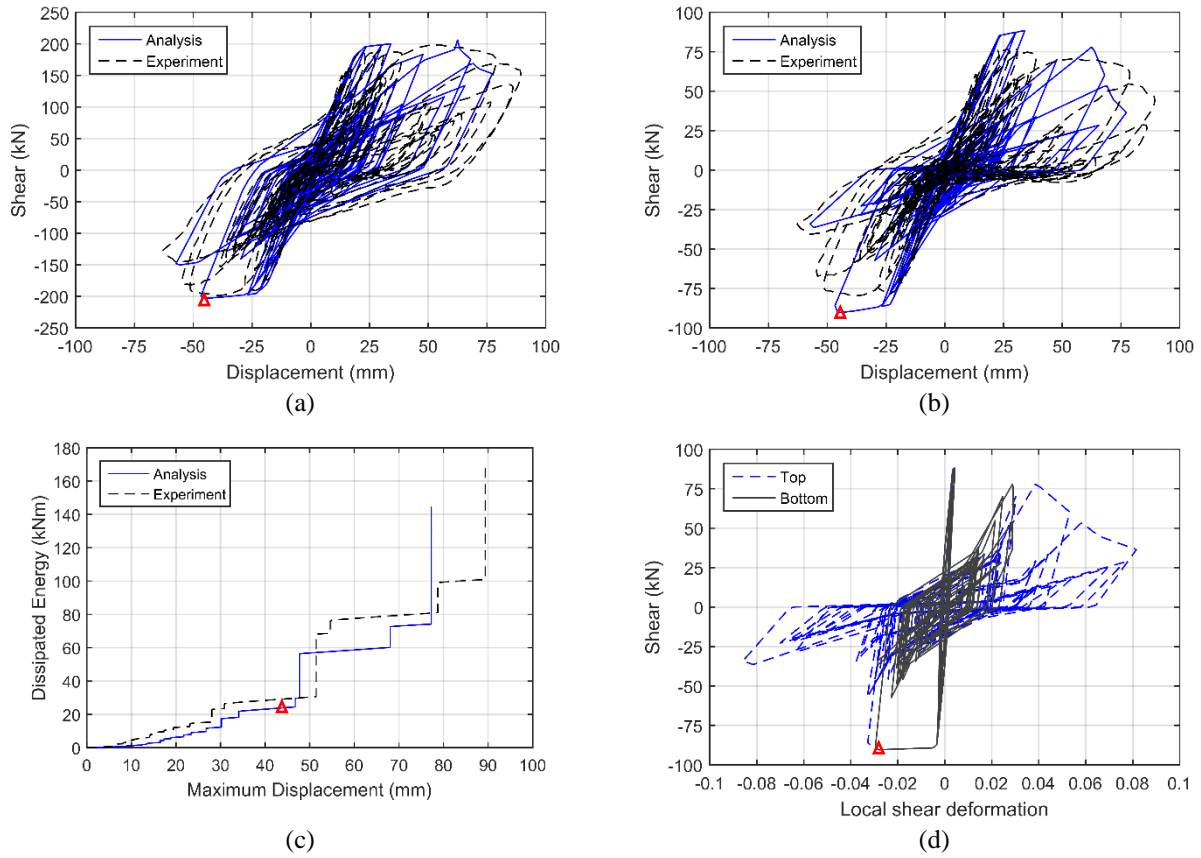 250
200
150
100
50
0
-50
-100
-150
-200
-250
Shear (kN)
Analysis
Experiment
-100 -75 -50 -25 0 25 50 75 100
Displacement (mm)
(a)
100
75
50
25
0
-25
-50
-75
-100
Shear (kN)
Analysis
Experiment
-100 -75 -50 -25 0 25 50 75 100
Displacement (mm)
(b)
180
160
140
120
100
80
60
40
20
0
Dissipated Energy (kNm)
Analysis
Experiment
0 10 20 30 40 50 60 70 80 90 100
Maximum Displacement (mm)
(c)
100
75
50
25
0
-25
-50
-75
-100
Shear (kN)
Top
Bottom
-0.1 -0.08 -0.06 -0.04 -0.02 0 0.02 0.04 0.06 0.08 0.1
Local shear deformation
(d)